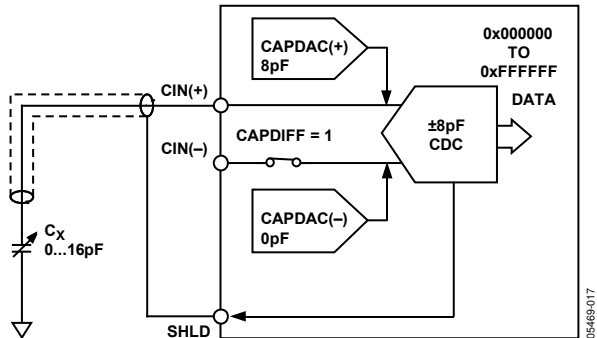 CAPDAC(+)
8pF
0x000000
TO
0xFFFFFF
DATA
CIN(+)
CIN(–)
CAPDIFF = 1
±8pF
CDC
CAPDAC(–)
0pF
CX
0...16pF
SHLD
05469-017